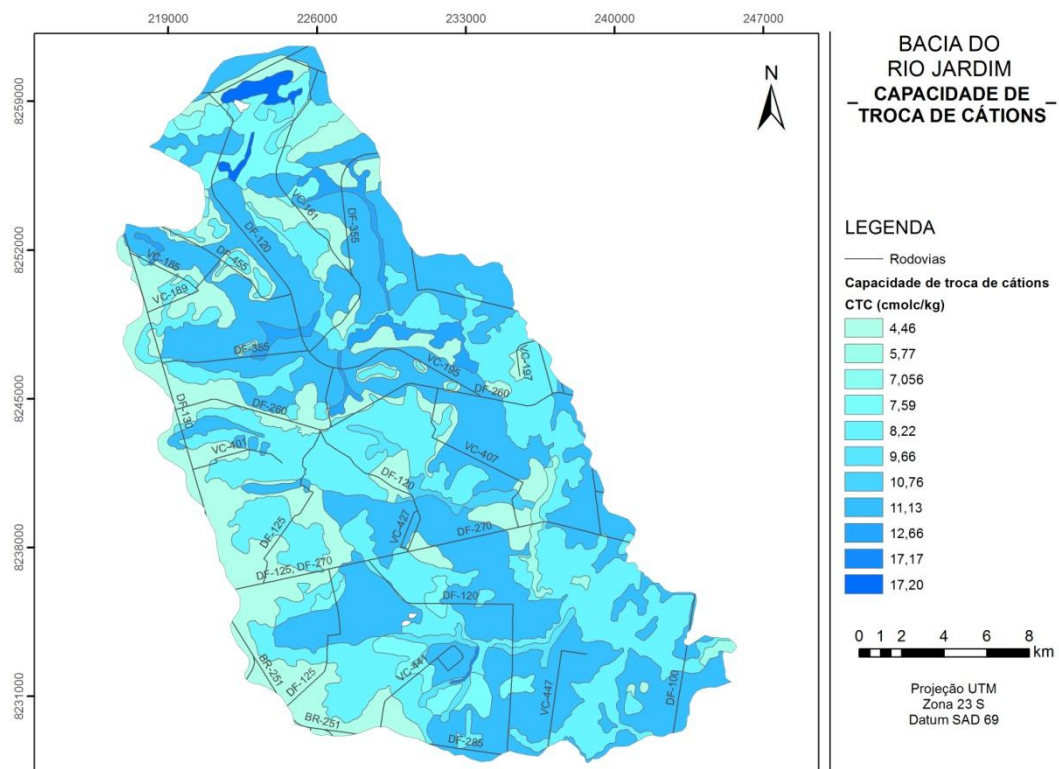 219000
226000
233000
240000
247000
8259000
8252000
8245000
8238000
8231000
N
VC-161
DF-355
DF-120
DF-455
VC-185
VC-189
DF-355
VC-195
VC-197
DF-260
DF-260
DF-130
VC-401
VC-407
DF-120
VC-427
DF-270
DF-125
DF-125, DF-270
DF-120
VC-441
BR-251
DF-125
VC-447
DF-100
BR-251
DF-285
BACIA DO
RIO JARDIM
CAPACIDADE DE
TROCA DE CÁTIONS
LEGENDA
Rodovias
Capacidade de troca de cátions
CTC (cmolc/kg)
4,46
5,77
7,056
7,59
8,22
9,66
10,76
11,13
12,66
17,17
17,20
0 1 2 4 6 8
km
Projeção UTM
Zona 23 S
Datum SAD 69